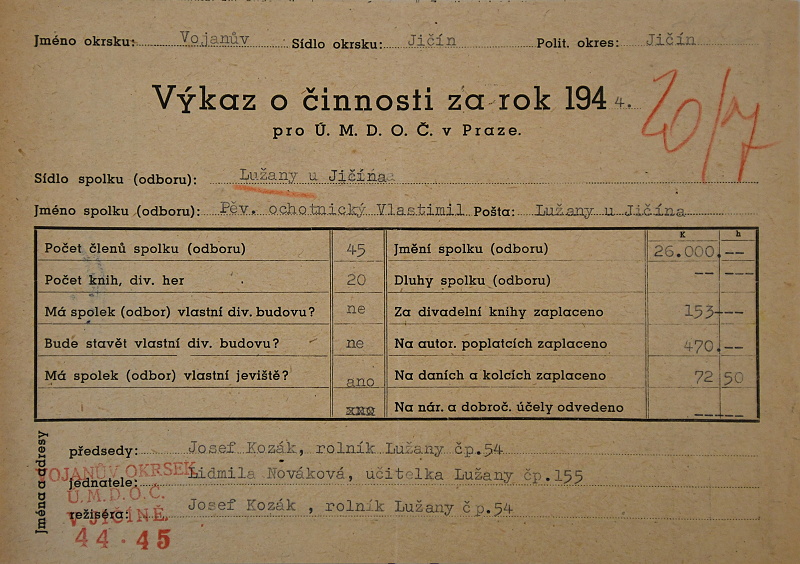 Jméno okrsku: Vojanův Sídlo okrsku: Jičín Polit. okres: Jičín
Výkaz o činnosti za rok 194 4.
20/7
pro Ú. M. D. O. Č. v Praze.
Sídlo spolku (odboru): Lužany u Jičína
Jméno spolku (odboru): Pěv. ochotnický Vlastimil Pošta: Lužany u Jičína
K h
Počet členů spolku (odboru) 45 Jmění spolku (odboru) 26.000.--
Počet knih, div. her 20 Dluhy spolku (odboru) -- ---
Má spolek (odbor) vlastní div. budovu? ne Za divadelní knihy zaplaceno 153---
Bude stavět vlastní div. budovu? ne Na autor. poplatcích zaplaceno 470.--
Má spolek (odbor) vlastní jeviště? ano Na daních a kolcích zaplaceno 72 50
xxx Na nár. a dobroč. účely odvedeno -----
Jména a adresy
předsedy: Josef Kozák, rolník Lužany čp.54
jednatele: Lidmila Nováková, učitelka Lužany čp.155
režiséra: Josef Kozák , rolník Lužany čp.54
VOJANŮV OKRSEK
Ú.M.D.O.Č.
V JIČÍNĚ.
44 - 45